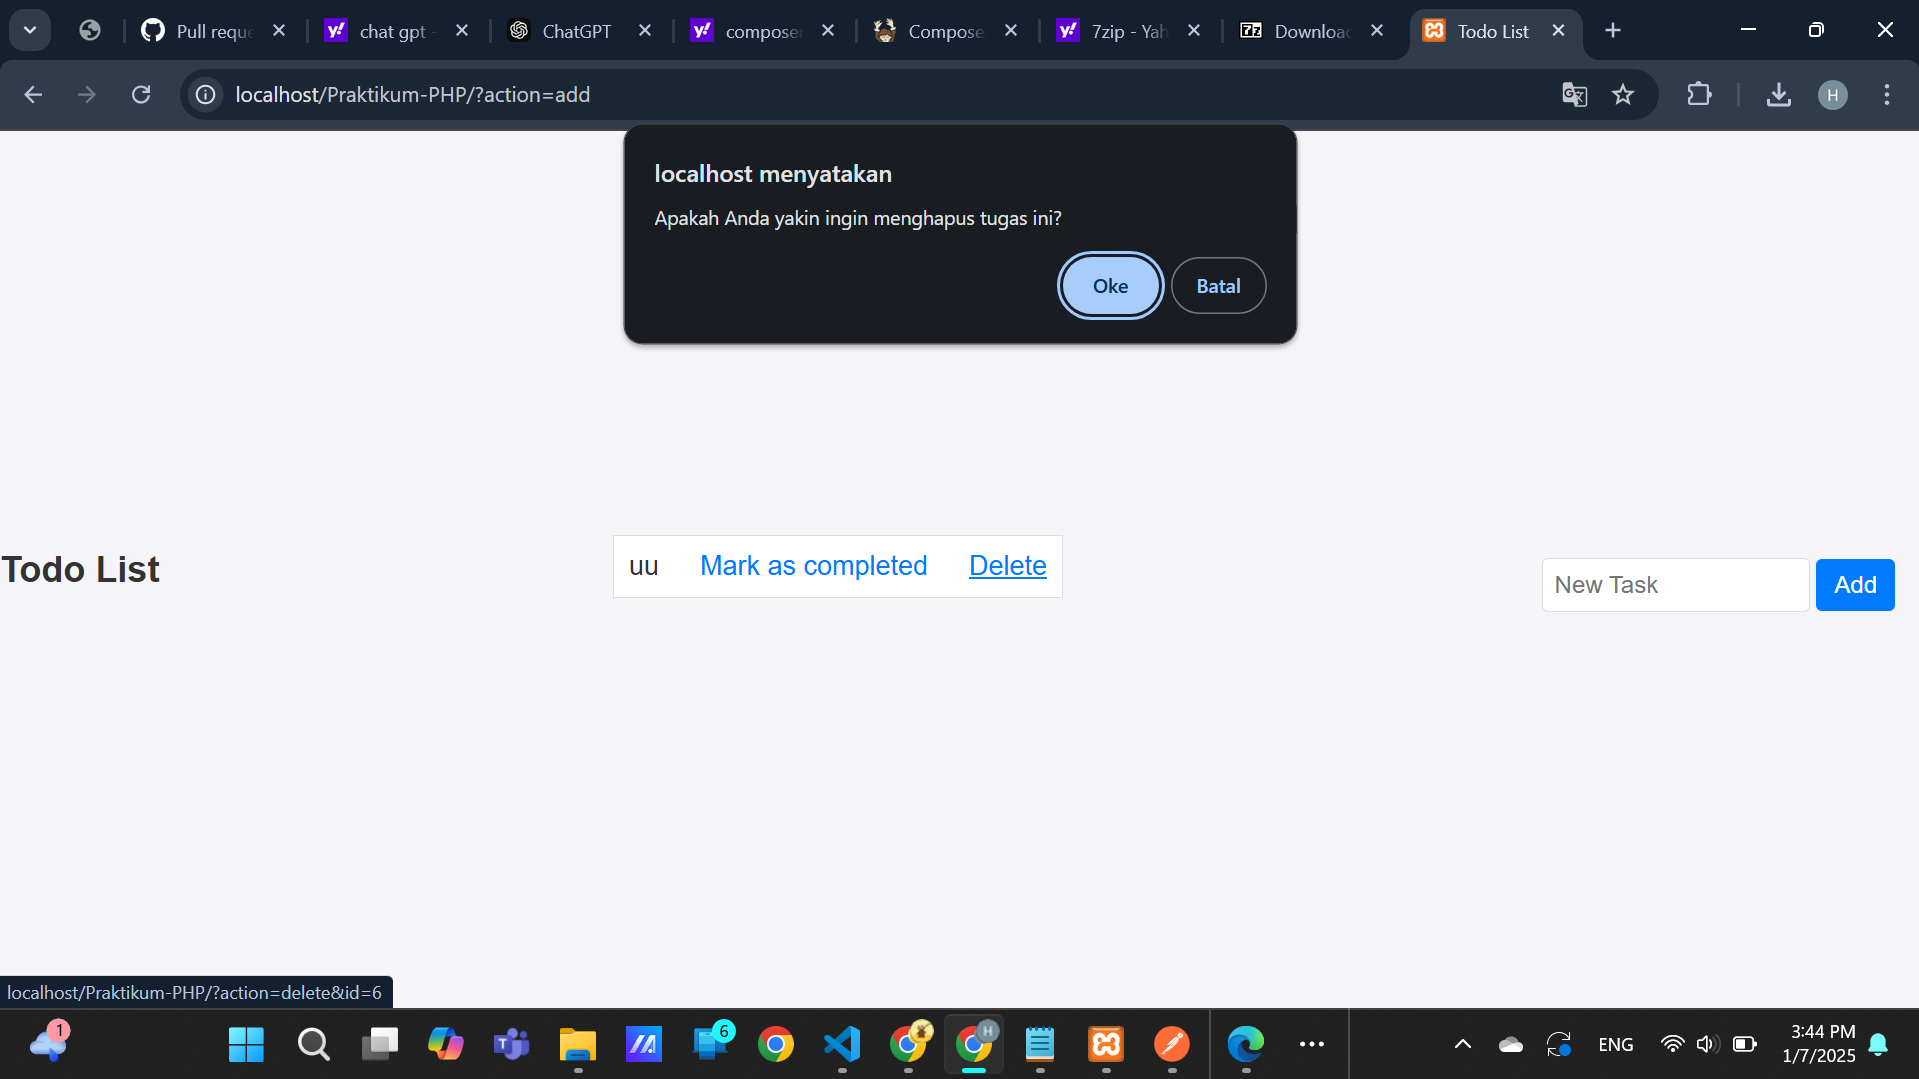 Pull reque
chat gpt -
ChatGPT
composer
Compose
7zip - Yah
Downloac
Todo List
localhost/Praktikum-PHP/?action=add
H
localhost menyatakan
Apakah Anda yakin ingin menghapus tugas ini?
Oke
Batal
Todo List
uu
Mark as completed
Delete
New Task
Add
localhost/Praktikum-PHP/?action=delete&id=6
1
6
H
ENG
3:44 PM
1/7/2025